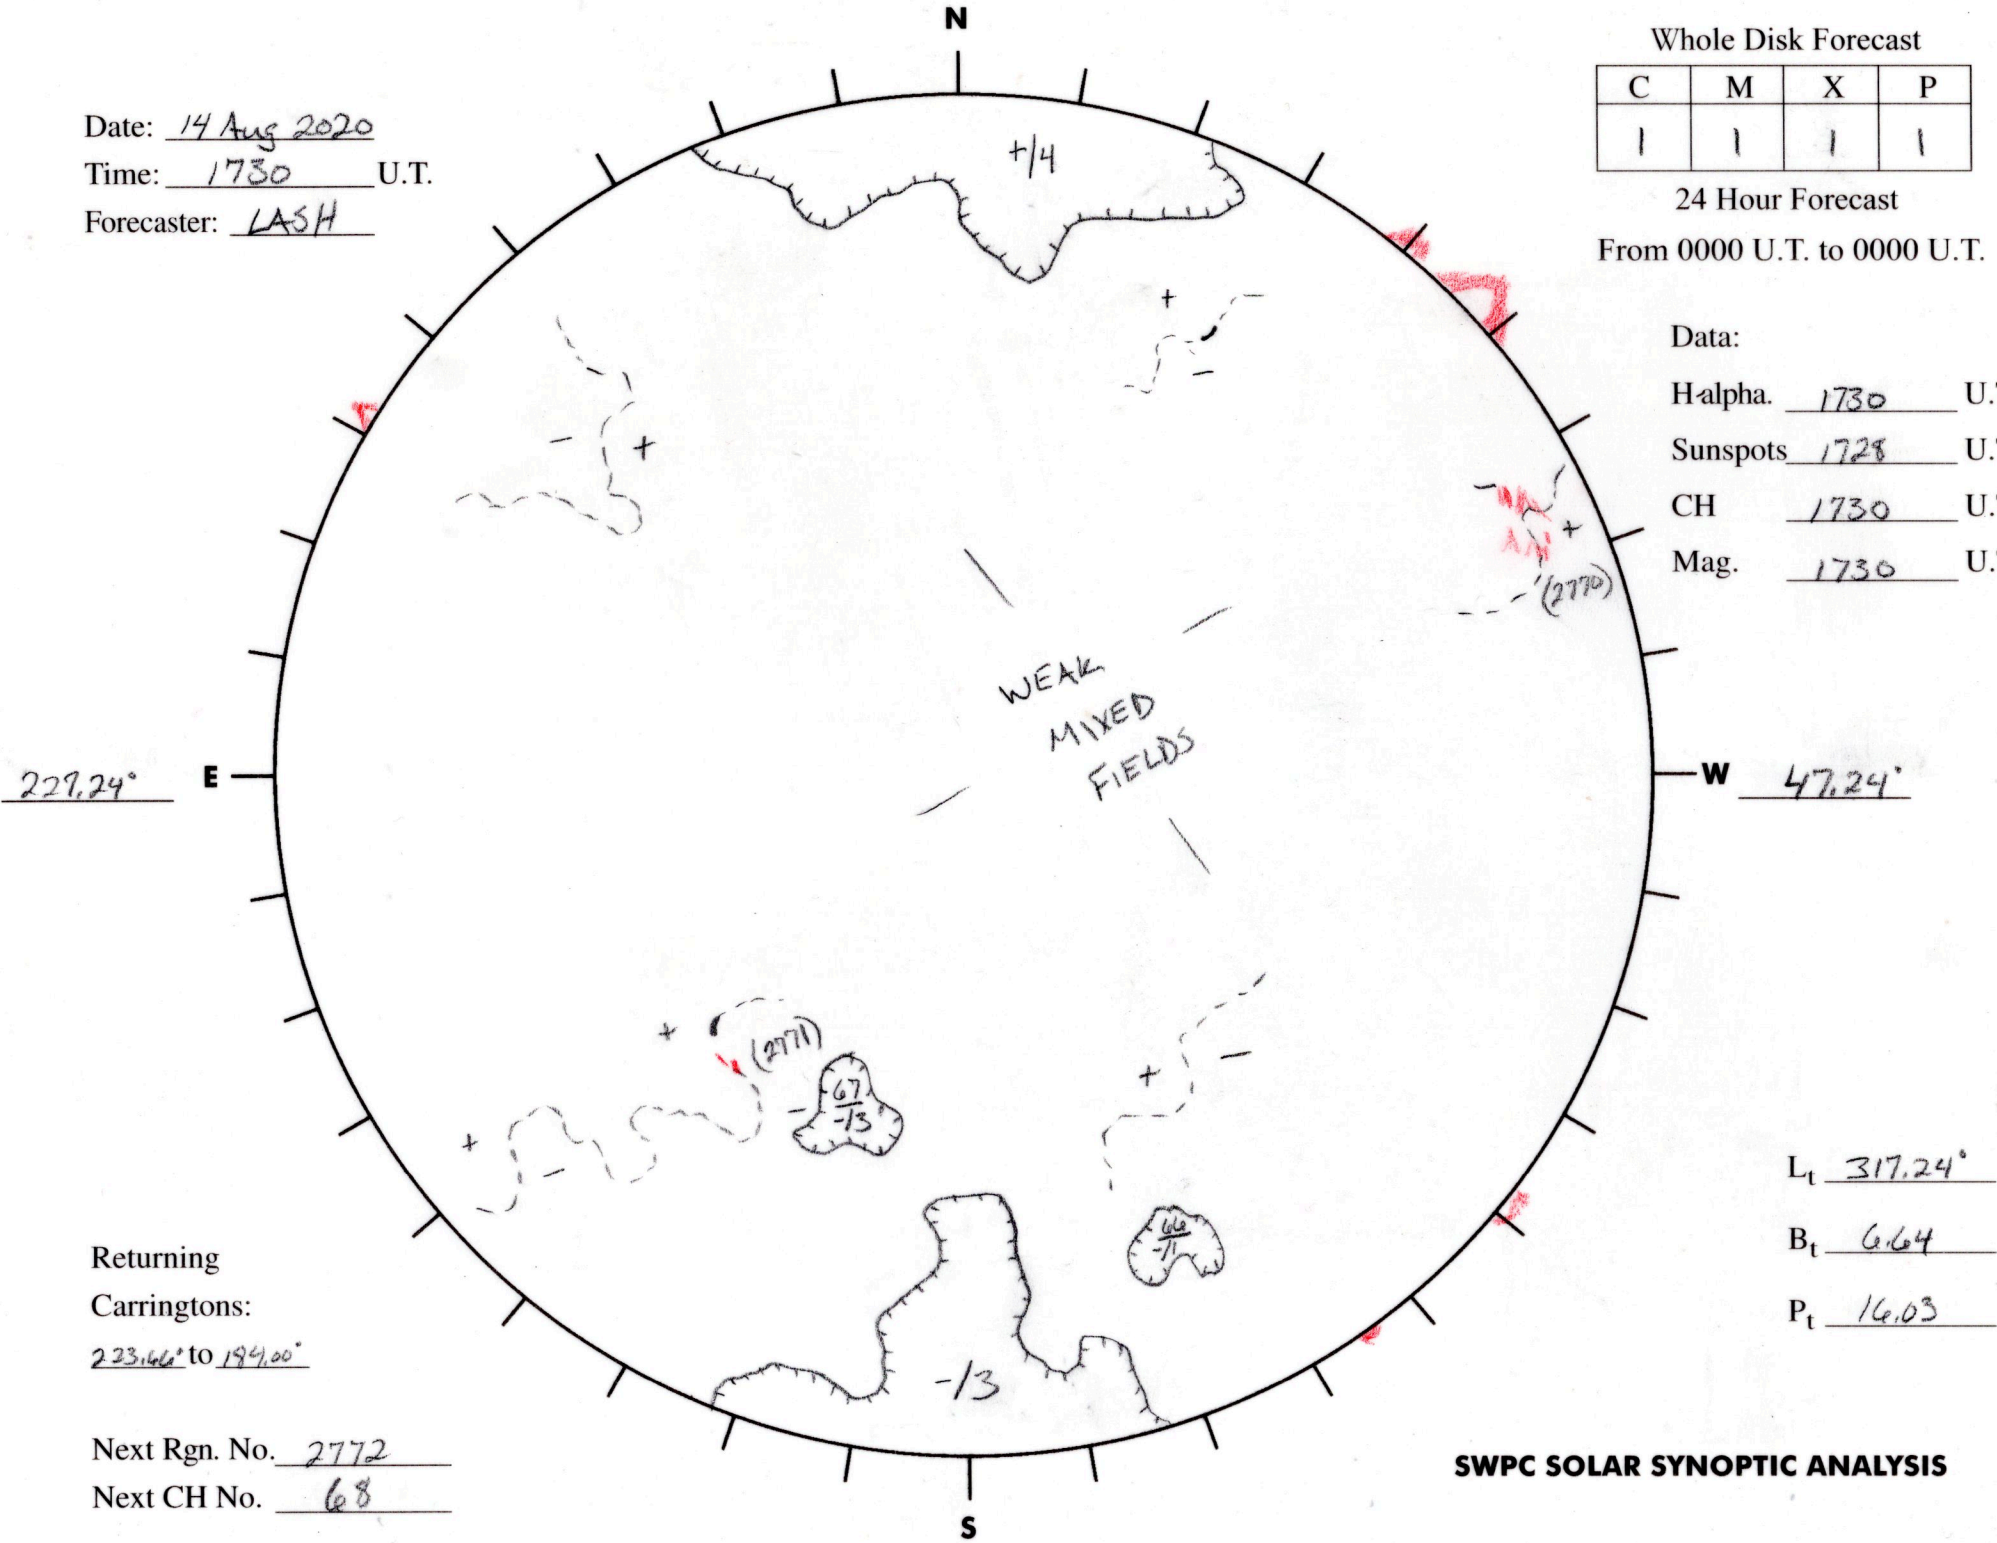 N
Whole Disk Forecast
C M X P
1 1 1 1
24 Hour Forecast
From 0000 U.T. to 0000 U.T.
Date: 14 Aug 2020
Time: 1730 U.T.
Forecaster: LASH
+/4
+
-
Data:
H-alpha. 1730 U.
Sunspots 1728 U.
CH 1730 U.
Mag. 1730 U.
- +
- +
(2770)
WEAK
MIXED
FIELDS
227.24° E
W 47.24°
+ (2771)
+ -
- 67
-/3
+ -
66
-/1
-/3
Lt 317.24°
Bt 6.64
Pt 16.03
Returning
Carringtons:
223.66° to 184.00°
Next Rgn. No. 2772
Next CH No. 68
SWPC SOLAR SYNOPTIC ANALYSIS
S